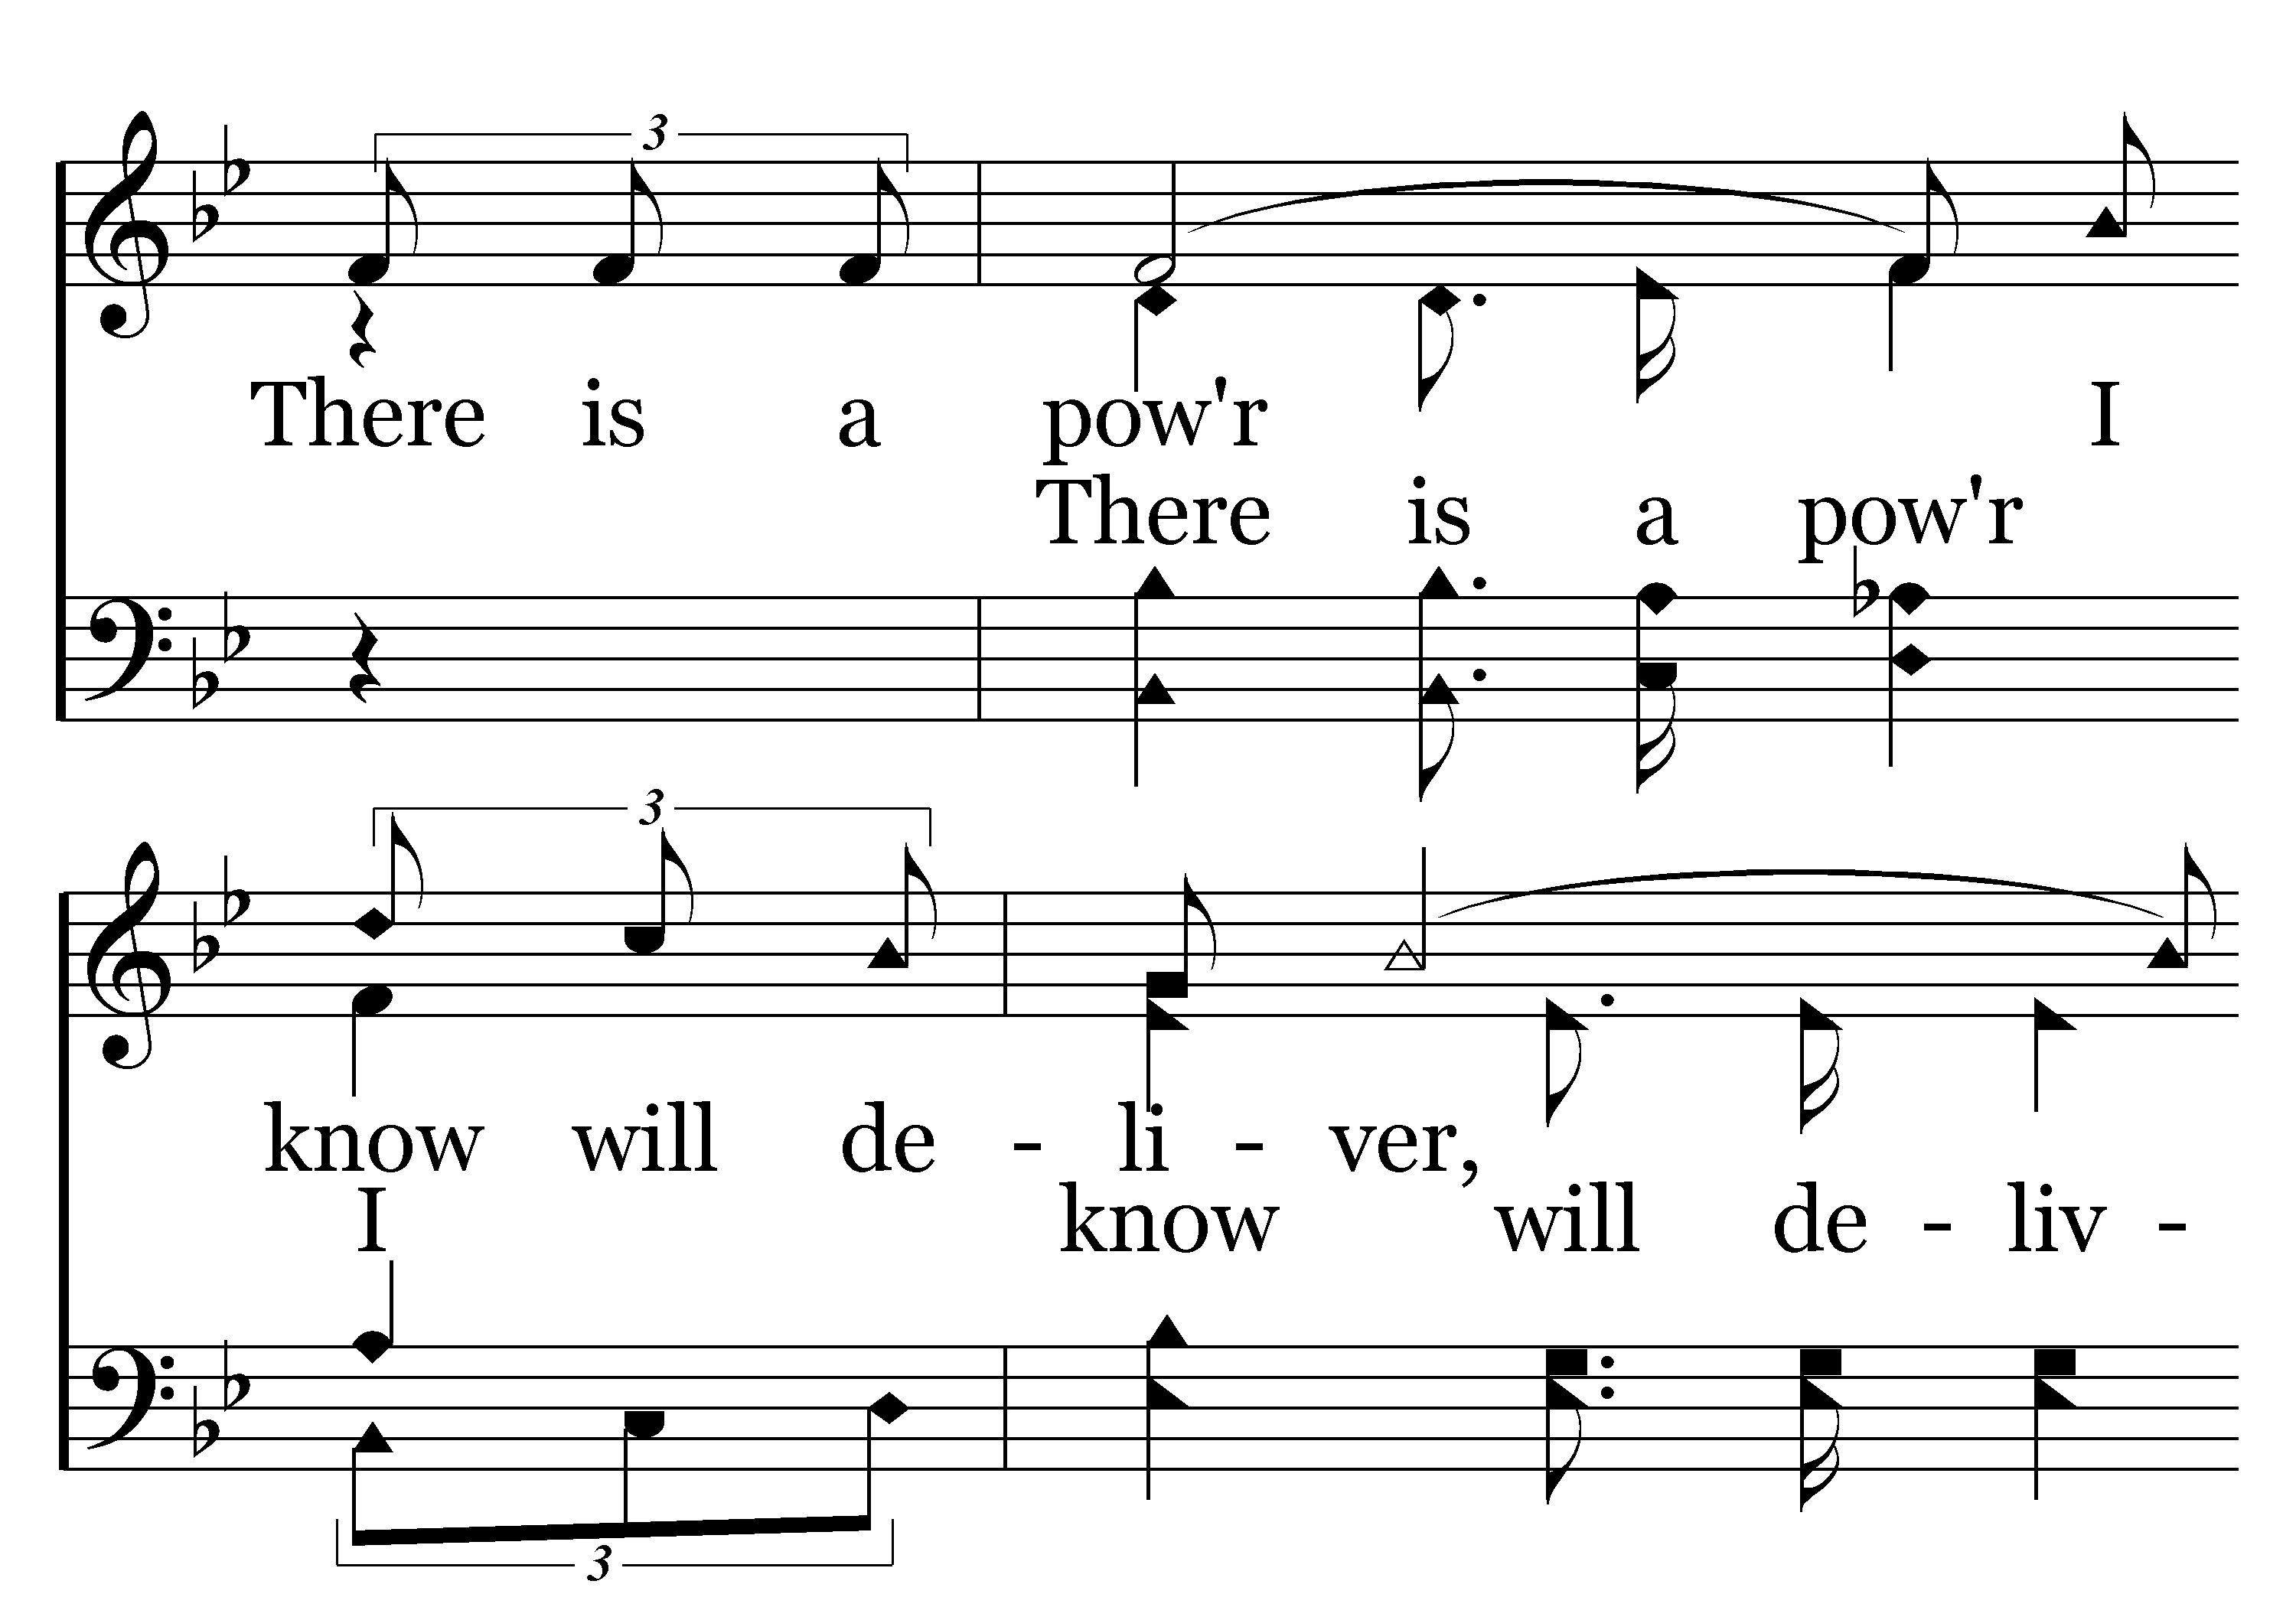 3
There is a pow'r I
There is a pow'r
3
know will de - li - ver,
I know will de - liv -
3